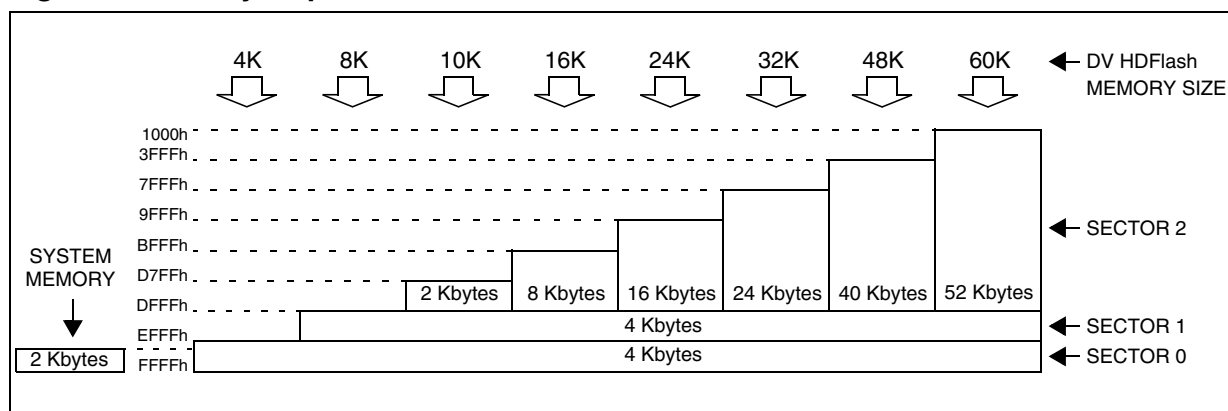 4K 8K 10K 16K 24K 32K 48K 60K
DV HDFlash
MEMORY SIZE
1000h
3FFFh
7FFFh
9FFFh
BFFFh
D7FFh
DFFFh
EFFFh
FFFFh
SYSTEM
MEMORY
2 Kbytes
2 Kbytes 8 Kbytes 16 Kbytes 24 Kbytes 40 Kbytes 52 Kbytes
SECTOR 2
4 Kbytes
SECTOR 1
4 Kbytes
SECTOR 0